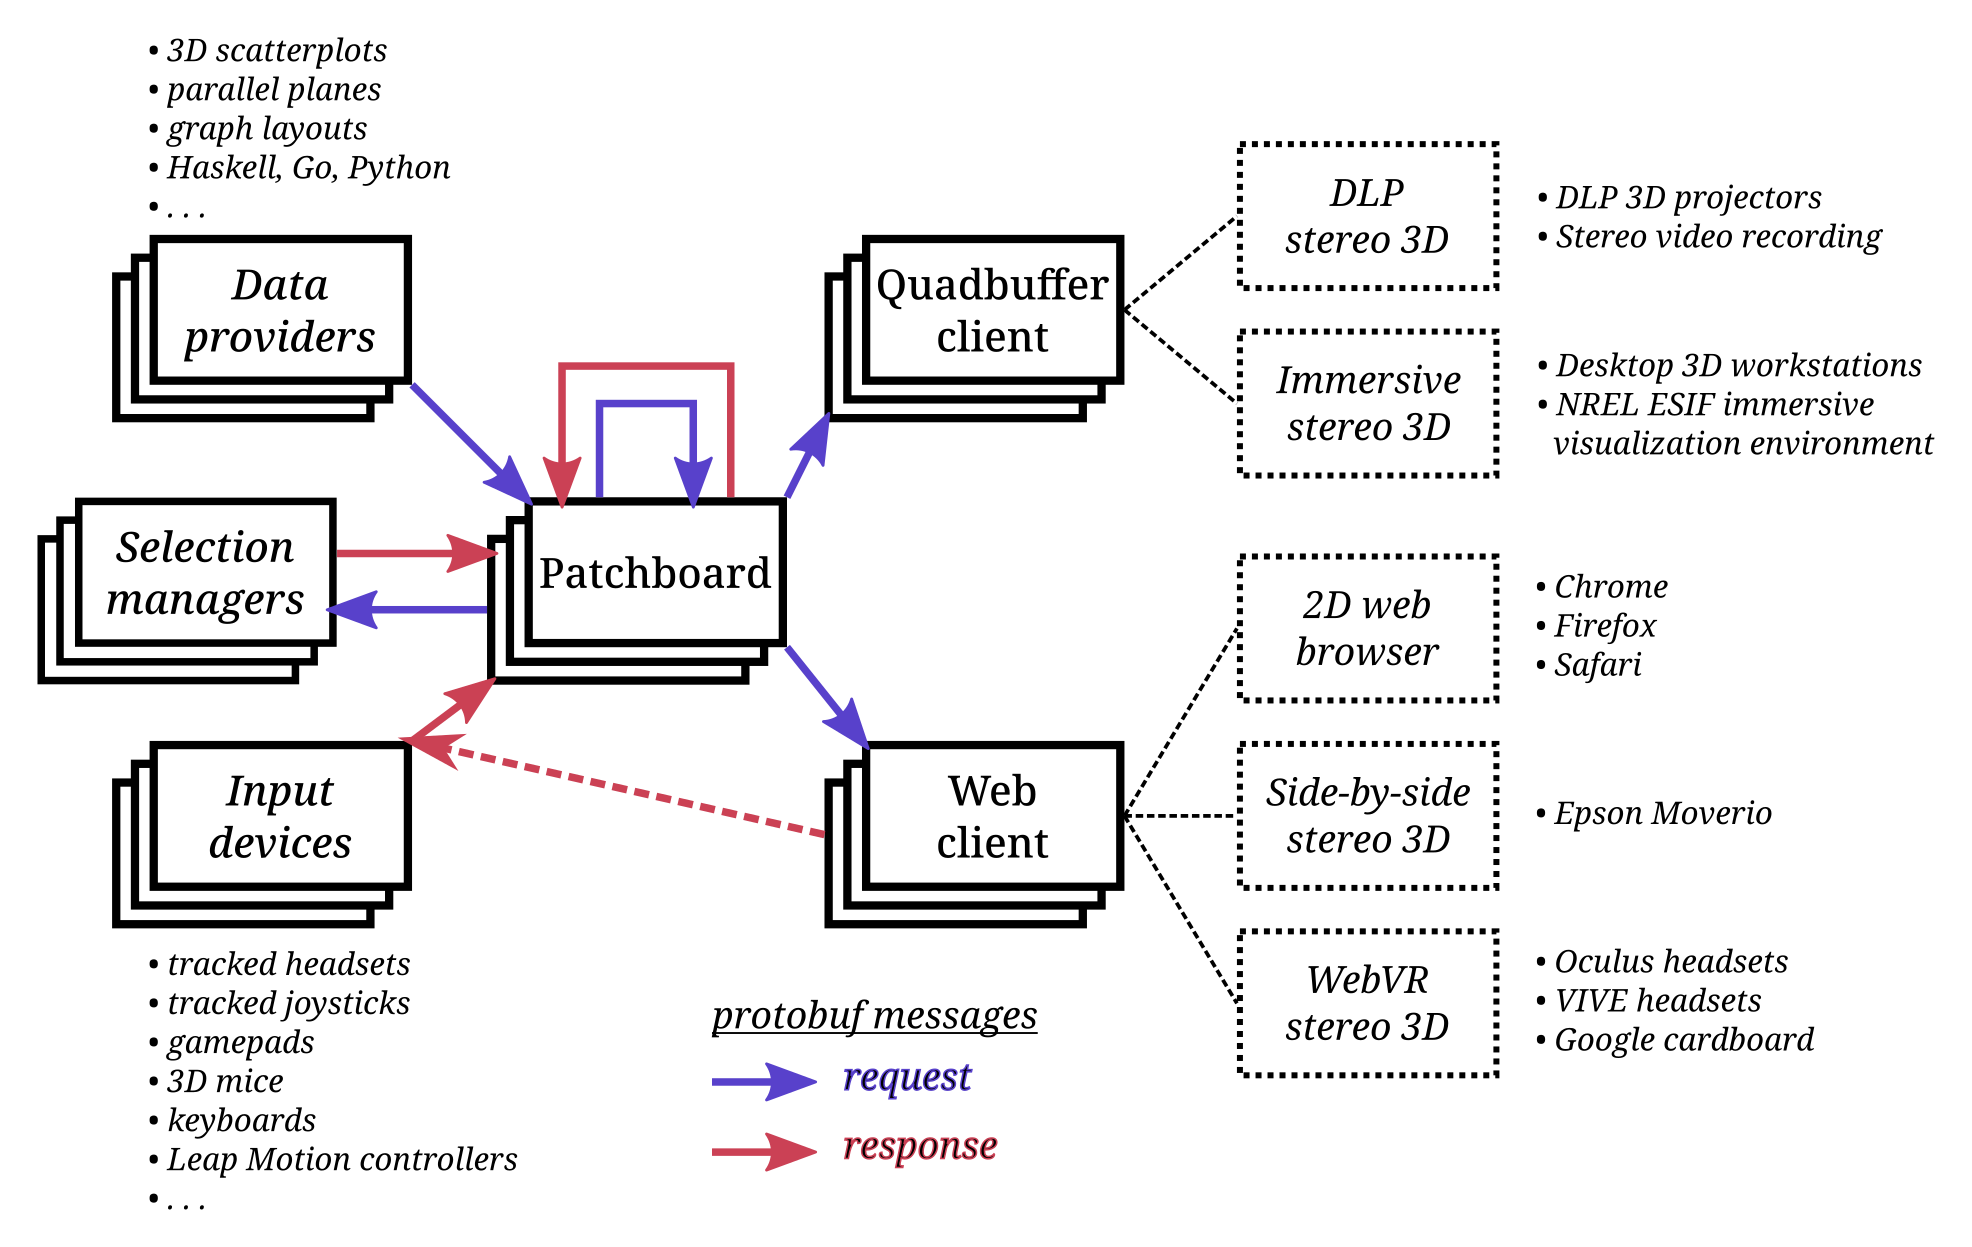 • 3D scatterplots
• parallel planes
• graph layouts
• Haskell, Go, Python
• . . .
Data
providers
Selection
managers
Input
devices
• tracked headsets
• tracked joysticks
• gamepads
• 3D mice
• keyboards
• Leap Motion controllers
• . . .
Patchboard
Quadbuffer
client
Web
client
protobuf messages
request
response
DLP
stereo 3D
• DLP 3D projectors
• Stereo video recording
Immersive
stereo 3D
• Desktop 3D workstations
• NREL ESIF immersive
visualization environment
2D web
browser
• Chrome
• Firefox
• Safari
Side-by-side
stereo 3D
• Epson Moverio
WebVR
stereo 3D
• Oculus headsets
• VIVE headsets
• Google cardboard